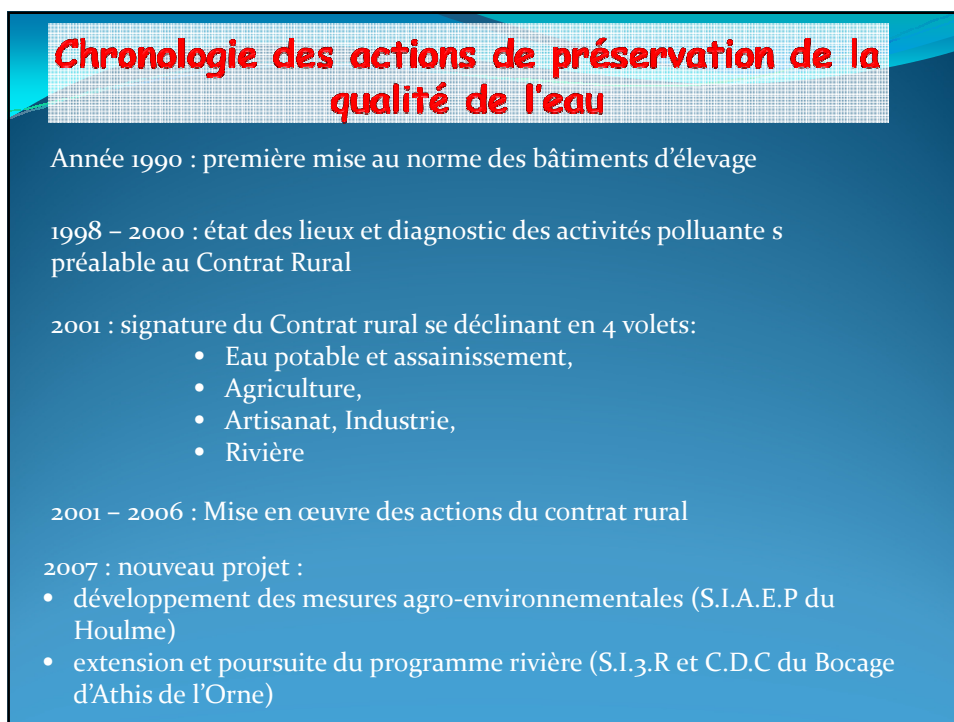 Chronologie des actions de préservation de la
qualité de l'eau
Année 1990 : première mise au norme des bâtiments d'élevage
1998 – 2000 : état des lieux et diagnostic des activités polluante s
préalable au Contrat Rural
2001 : signature du Contrat rural se déclinant en 4 volets:
• Eau potable et assainissement,
• Agriculture,
• Artisanat, Industrie,
• Rivière
2001 – 2006 : Mise en œuvre des actions du contrat rural
2007 : nouveau projet :
• développement des mesures agro-environnementales (S.I.A.E.P du
Houlme)
• extension et poursuite du programme rivière (S.I.3.R et C.D.C du Bocage
d'Athis de l'Orne)